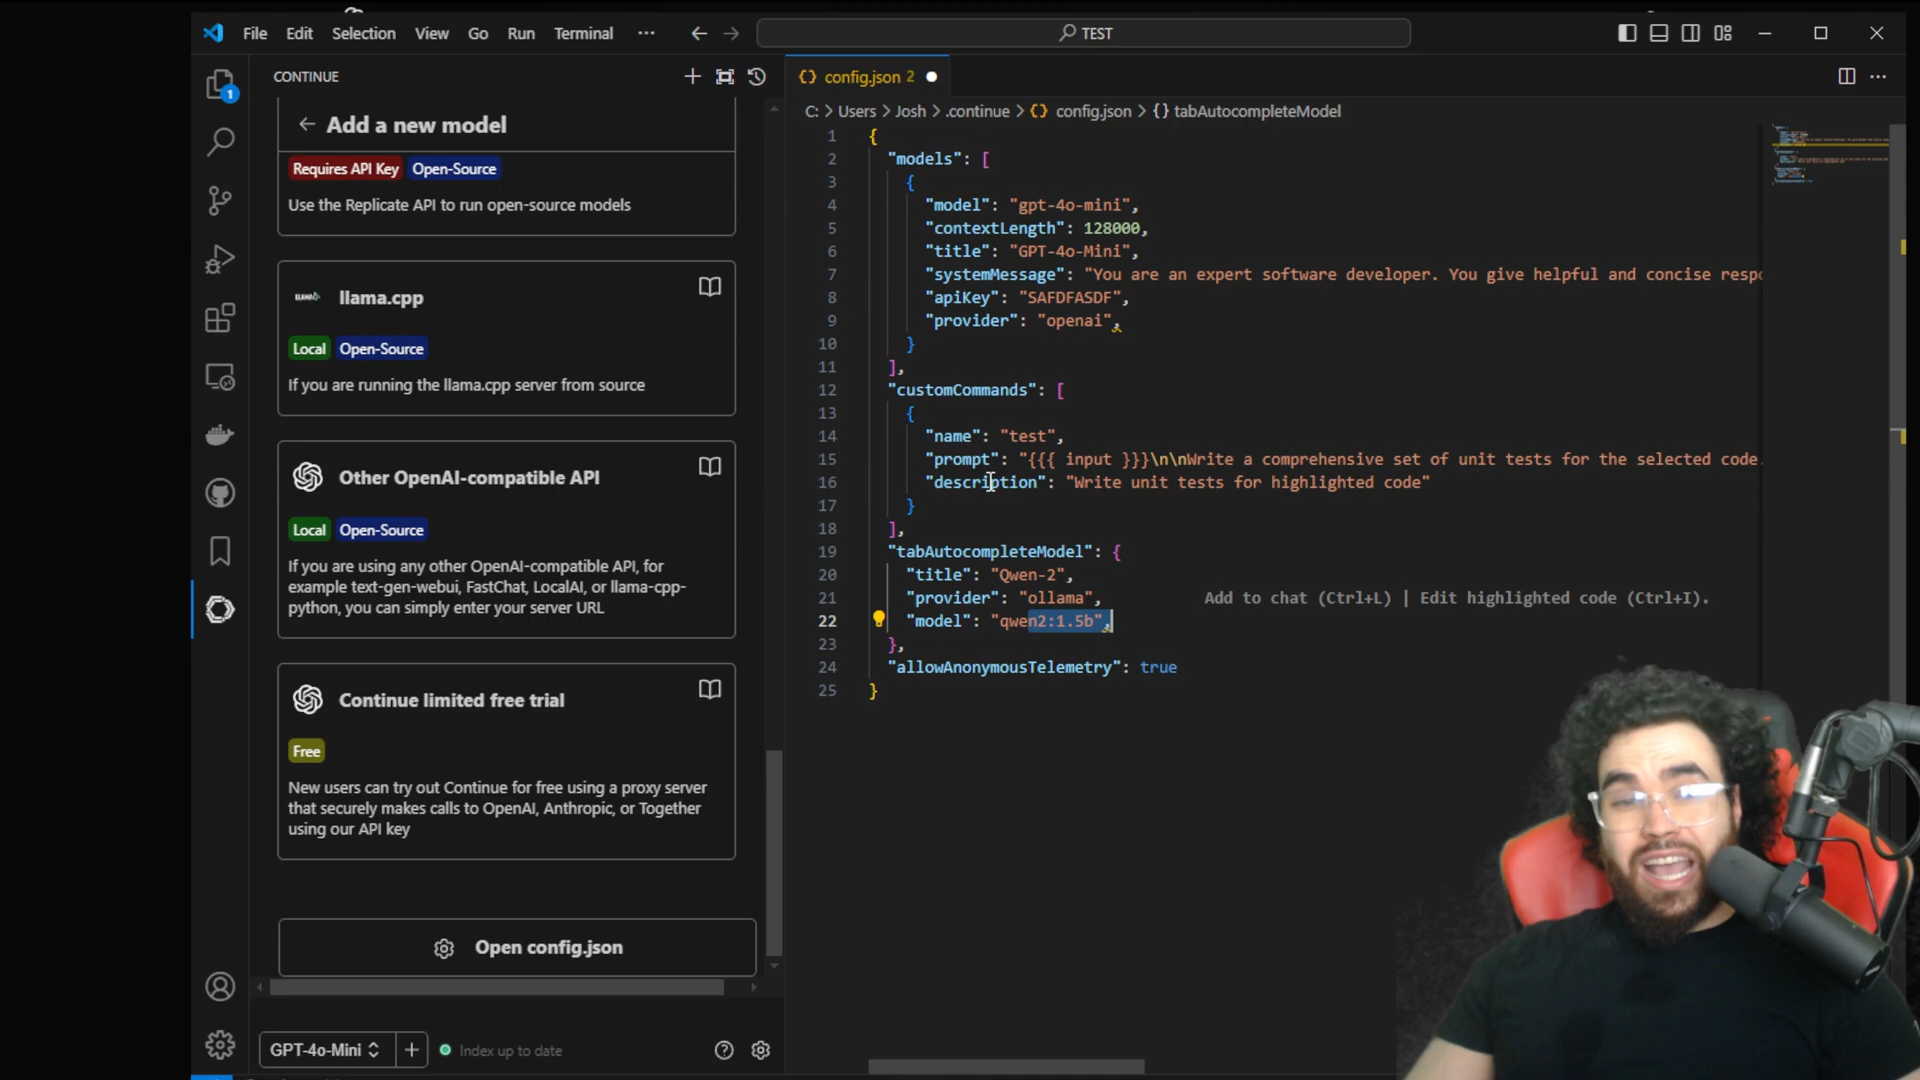 File Edit Selection View Go Run Terminal ···
TEST
CONTINUE
Add a new model
Requires API Key Open-Source
Use the Replicate API to run open-source models
llama.cpp
Local Open-Source
If you are running the llama.cpp server from source
Other OpenAI-compatible API
Local Open-Source
If you are using any other OpenAI-compatible API, for
example text-gen-webui, FastChat, LocalAI, or llama-cpp-
python, you can simply enter your server URL
Continue limited free trial
Free
New users can try out Continue for free using a proxy server
that securely makes calls to OpenAI, Anthropic, or Together
using our API key
Open config.json
GPT-4o-Mini + Index up to date
1
{} config.json 2
C: > Users > Josh > .continue > {} config.json > {} tabAutocompleteModel
1 {
2 "models": [
3 {
4 "model": "gpt-4o-mini",
5 "contextLength": 128000,
6 "title": "GPT-4o-Mini",
7 "systemMessage": "You are an expert software developer. You give helpful and concise resp
8 "apiKey": "SAFDFASDF",
9 "provider": "openai",
10 }
11 ],
12 "customCommands": [
13 {
14 "name": "test",
15 "prompt": "{{{ input }}}\n\nWrite a comprehensive set of unit tests for the selected code.
16 "description": "Write unit tests for highlighted code"
17 }
18 ],
19 "tabAutocompleteModel": {
20 "title": "Qwen-2",
21 "provider": "ollama", Add to chat (Ctrl+L) | Edit highlighted code (Ctrl+I).
22 "model": "qwen2:1.5b",
23 },
24 "allowAnonymousTelemetry": true
25 }